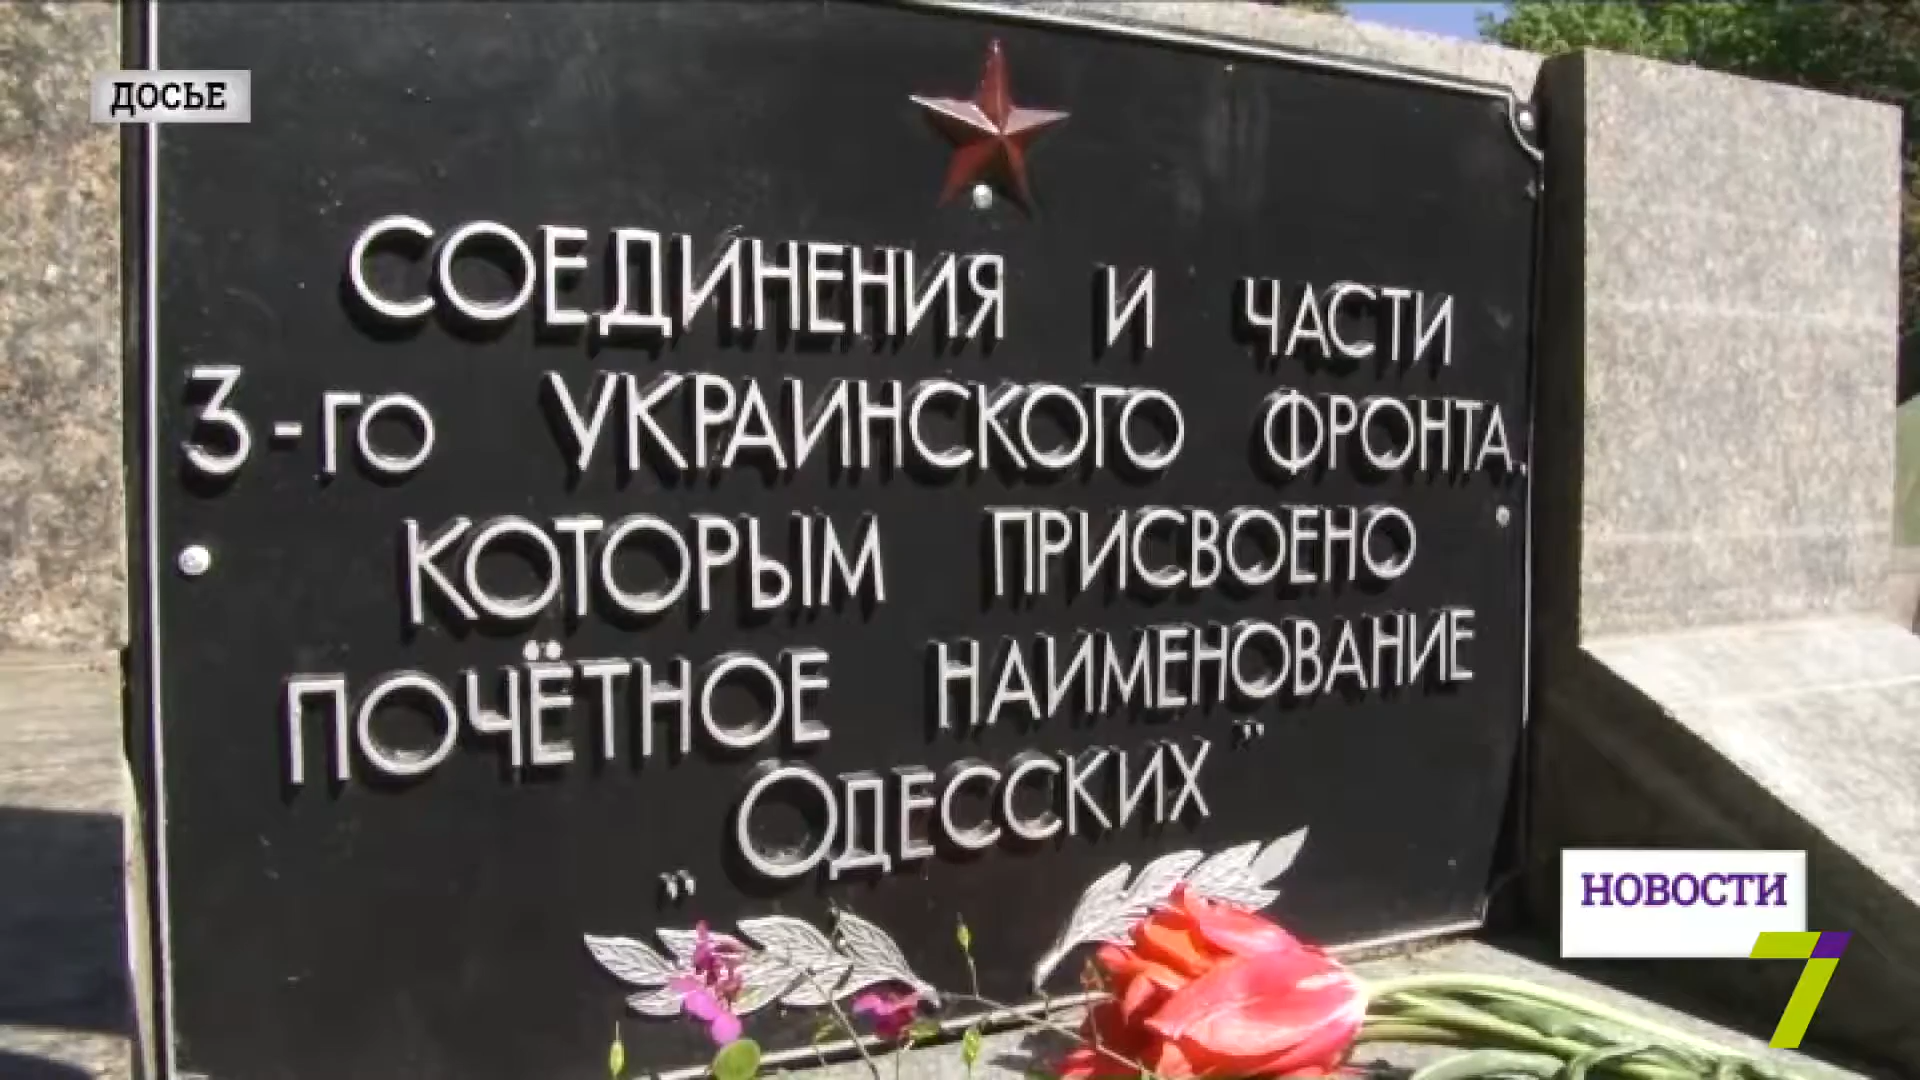 ДОСЬЕ
СОЕДИНЕНИЯ И ЧАСТИ
3-го УКРАИНСКОГО ФРОНТА,
КОТОРЫМ ПРИСВОЕНО
ПОЧЁТНОЕ НАИМЕНОВАНИЕ
„ОДЕССКИХ”
НОВОСТИ
7